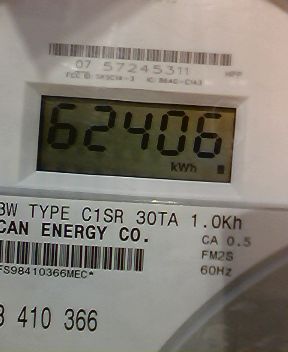 07 57245311
HPP
62406
kWh
3W TYPE C1SR 30TA 1.0Kh
CAN ENERGY CO.
CA 0.5
FM2S
60Hz
FS98410366MEC*
410 366